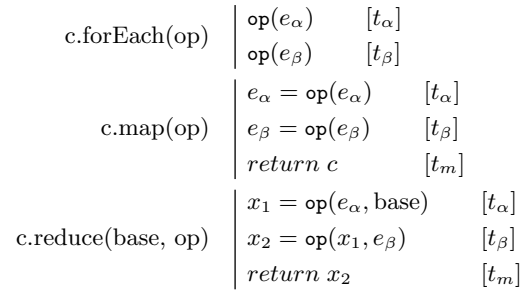 c.forEach(op) op(e_α) [t_α]
op(e_β) [t_β]
c.map(op) e_α = op(e_α) [t_α]
e_β = op(e_β) [t_β]
return c [t_m]
c.reduce(base, op) x_1 = op(e_α, base) [t_α]
x_2 = op(x_1, e_β) [t_β]
return x_2 [t_m]